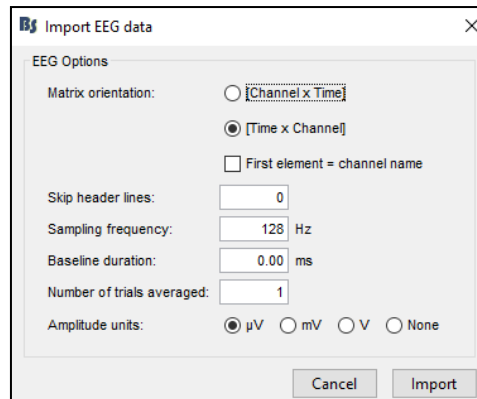 BS Import EEG data
EEG Options
Matrix orientation: [Channel x Time]
[Time x Channel]
First element = channel name
Skip header lines: 0
Sampling frequency: 128 Hz
Baseline duration: 0.00 ms
Number of trials averaged: 1
Amplitude units: µV mV V None
Cancel Import